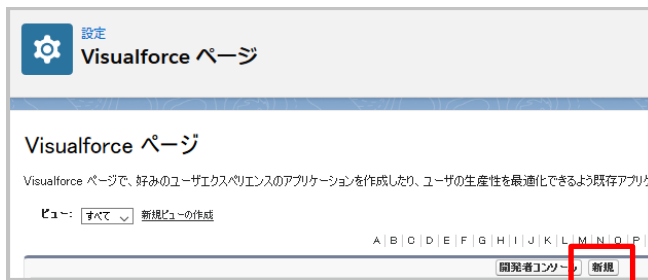 設定
Visualforce ページ
Visualforce ページ
Visualforce ページで、好みのユーザエクスペリエンスのアプリケーションを作成したり、ユーザの生産性を最適化できるよう既存アプリケ
ビュー: すべて 新規ビューの作成
A | B | C | D | E | F | G | H | I | J | K | L | M | N | O | P |
開発者コンソール 新規